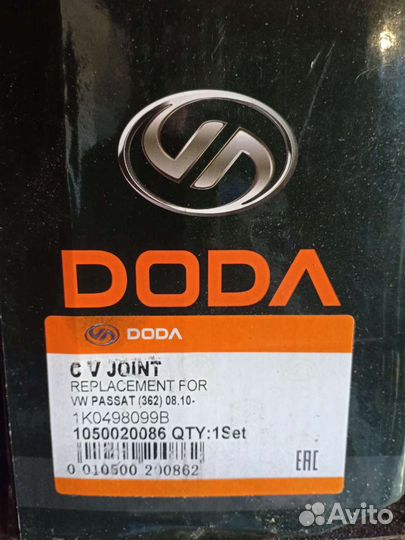 DODA
DODA
C V JOINT
REPLACEMENT FOR
VW PASSAT (362) 08.10-
1K0498099B
1050020086 QTY:1Set
0 010500 200862
EAC
Avito